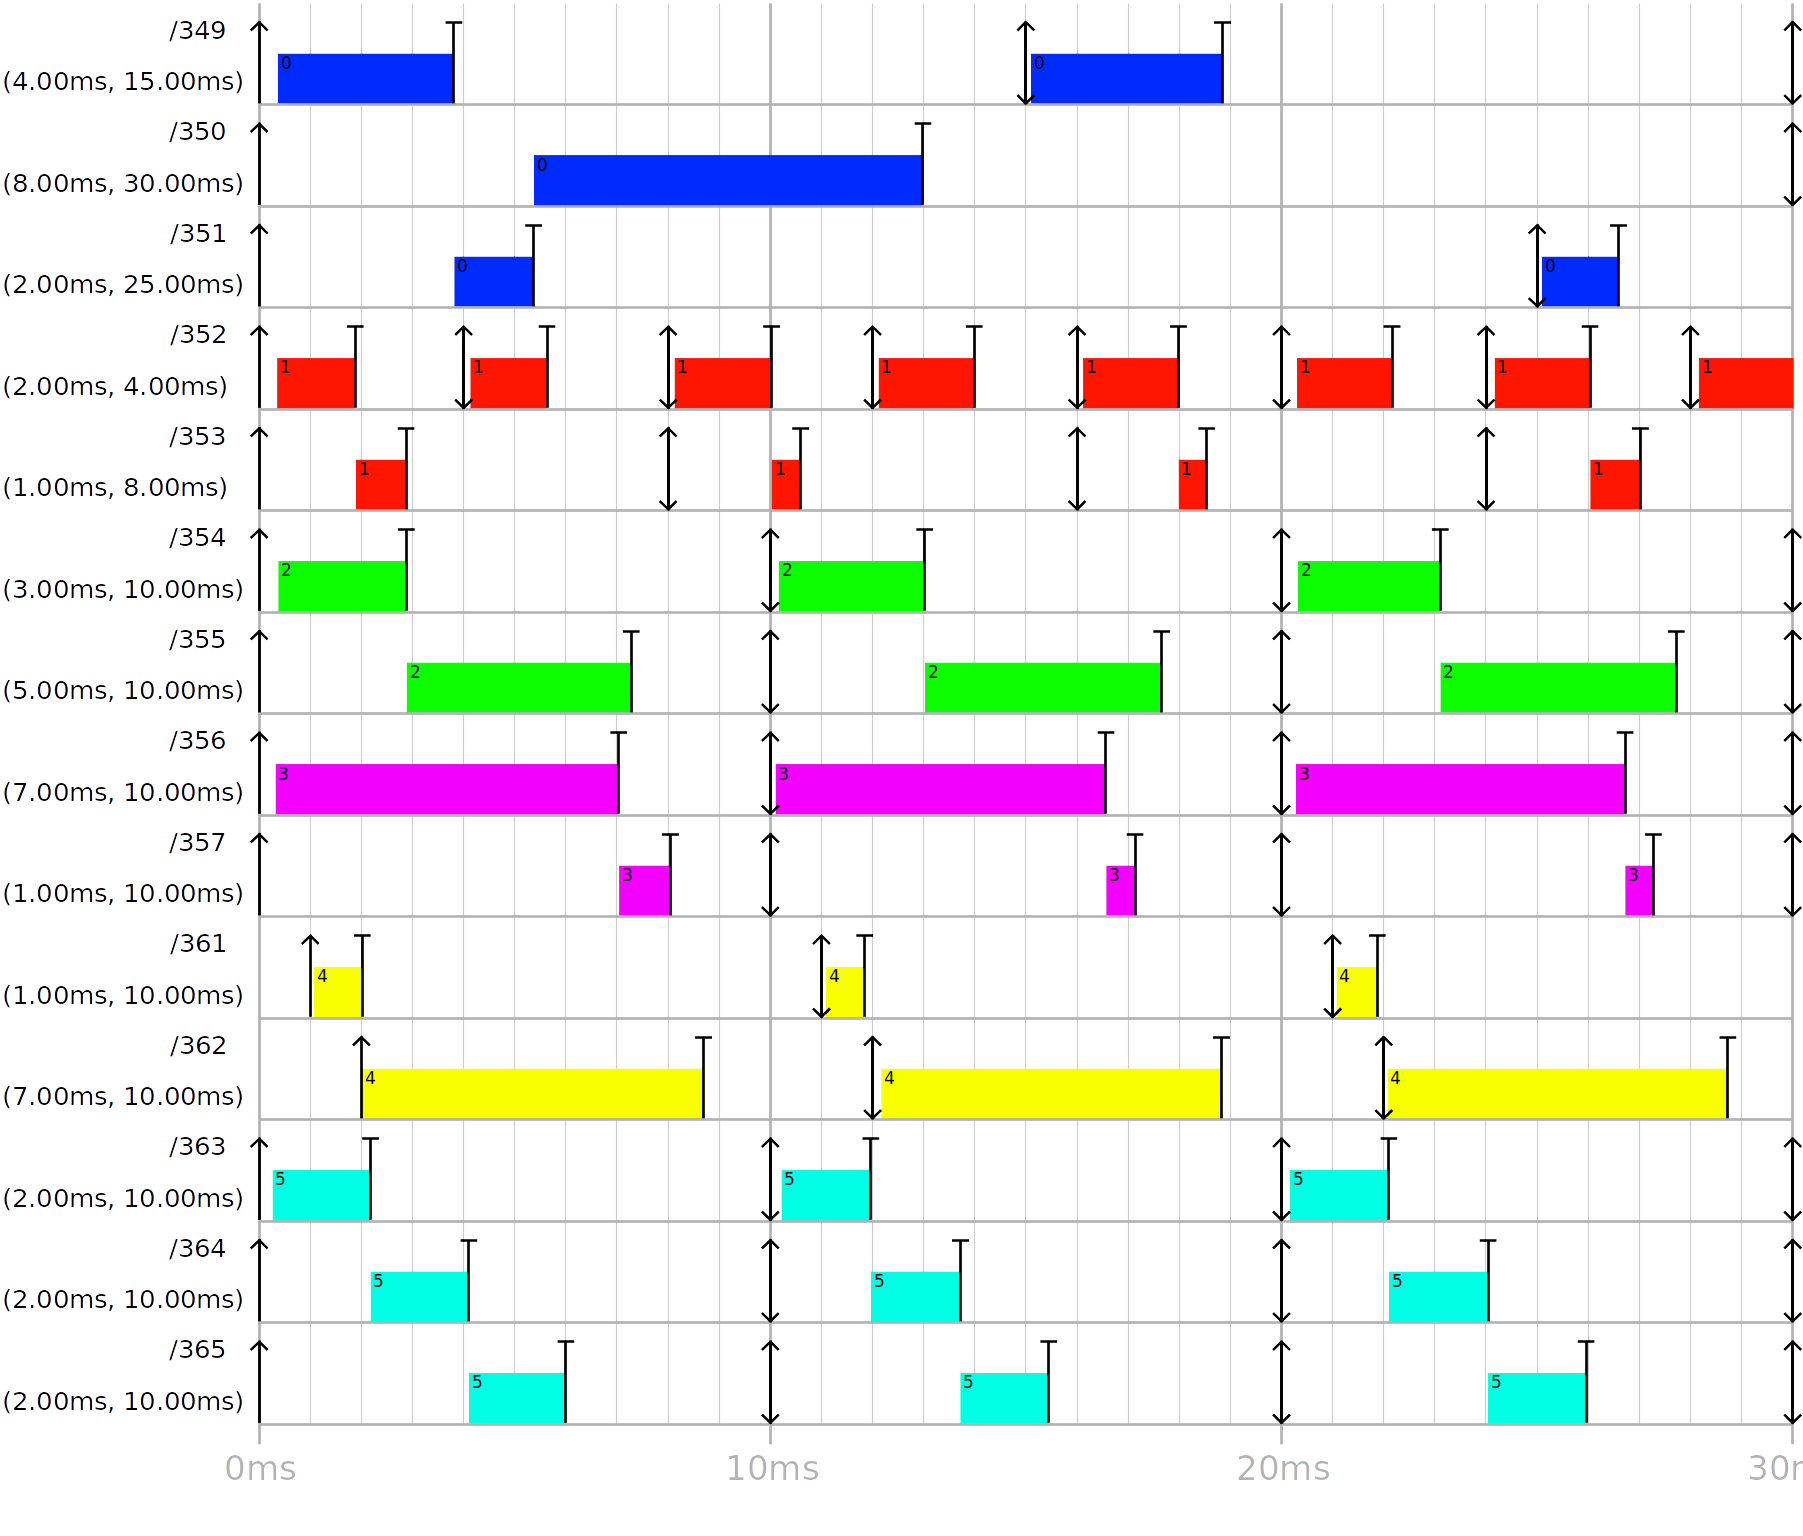 /349
0 0
(4.00ms, 15.00ms)
/350
0
(8.00ms, 30.00ms)
/351
0 0
(2.00ms, 25.00ms)
/352
1 1 1 1 1 1 1 1
(2.00ms, 4.00ms)
/353
1 1 1 1
(1.00ms, 8.00ms)
/354
2 2 2
(3.00ms, 10.00ms)
/355
2 2 2
(5.00ms, 10.00ms)
/356
3 3 3
(7.00ms, 10.00ms)
/357
3 3 3
(1.00ms, 10.00ms)
/361
4 4 4
(1.00ms, 10.00ms)
/362
4 4 4
(7.00ms, 10.00ms)
/363
5 5 5
(2.00ms, 10.00ms)
/364
5 5 5
(2.00ms, 10.00ms)
/365
5 5 5
(2.00ms, 10.00ms)
0ms 10ms 20ms 30